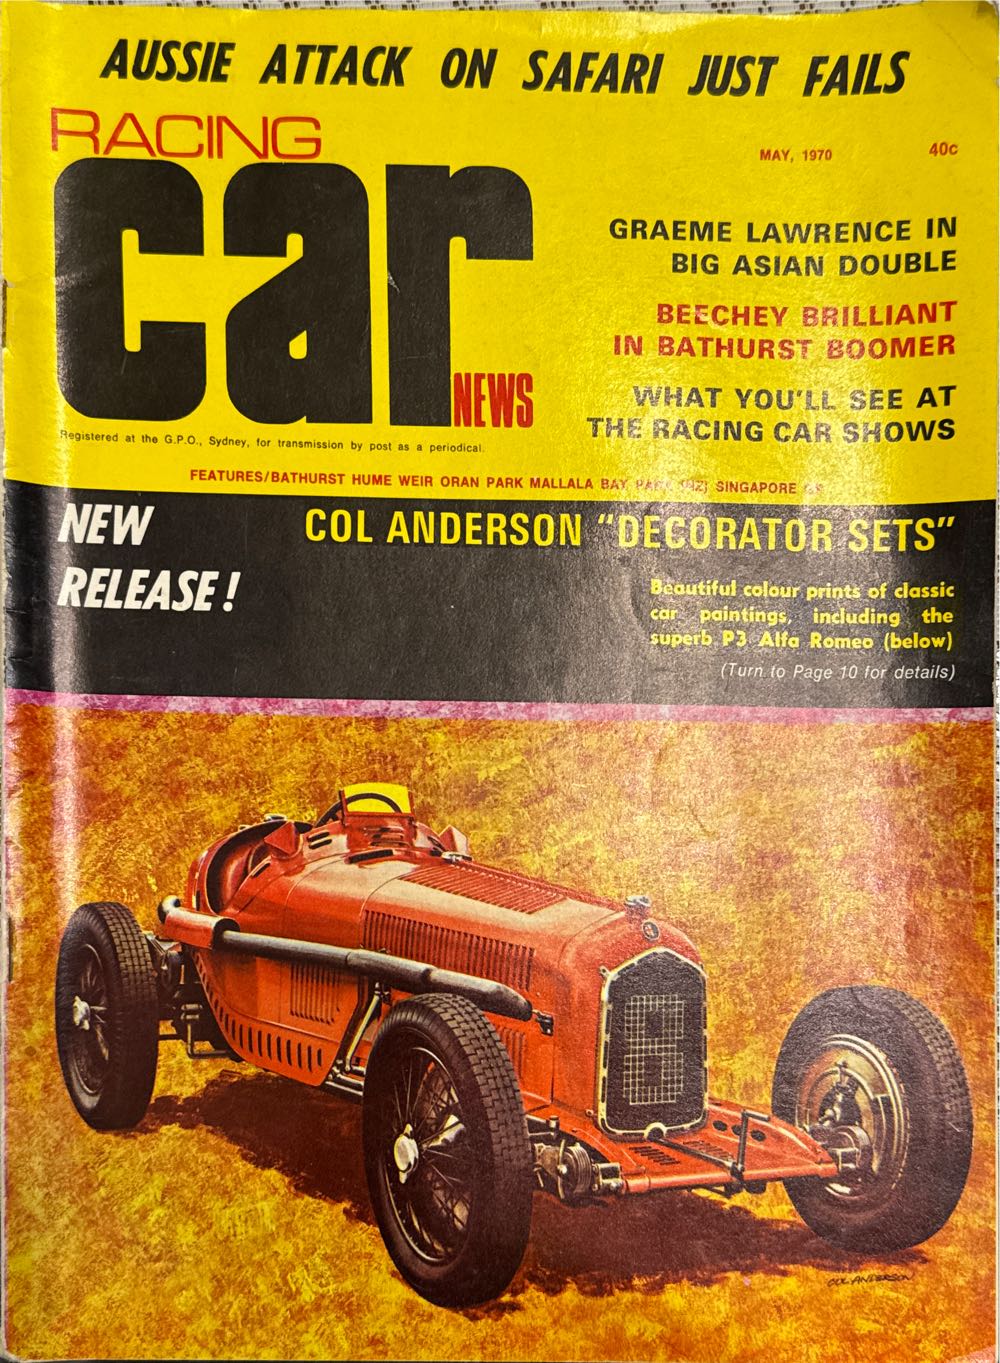 AUSSIE ATTACK ON SAFARI JUST FAILS
RACING
car
NEWS
MAY, 1970
40c
GRAEME LAWRENCE IN
BIG ASIAN DOUBLE
BEECHEY BRILLIANT
IN BATHURST BOOMER
WHAT YOU'LL SEE AT
THE RACING CAR SHOWS
Registered at the G.P.O., Sydney, for transmission by post as a periodical.
FEATURES/BATHURST HUME WEIR ORAN PARK MALLALA BAY PARK (NZ) SINGAPORE GP
NEW
RELEASE!
COL ANDERSON "DECORATOR SETS"
Beautiful colour prints of classic
car paintings, including the
superb P3 Alfa Romeo (below)
(Turn to Page 10 for details)
COL ANDERSON